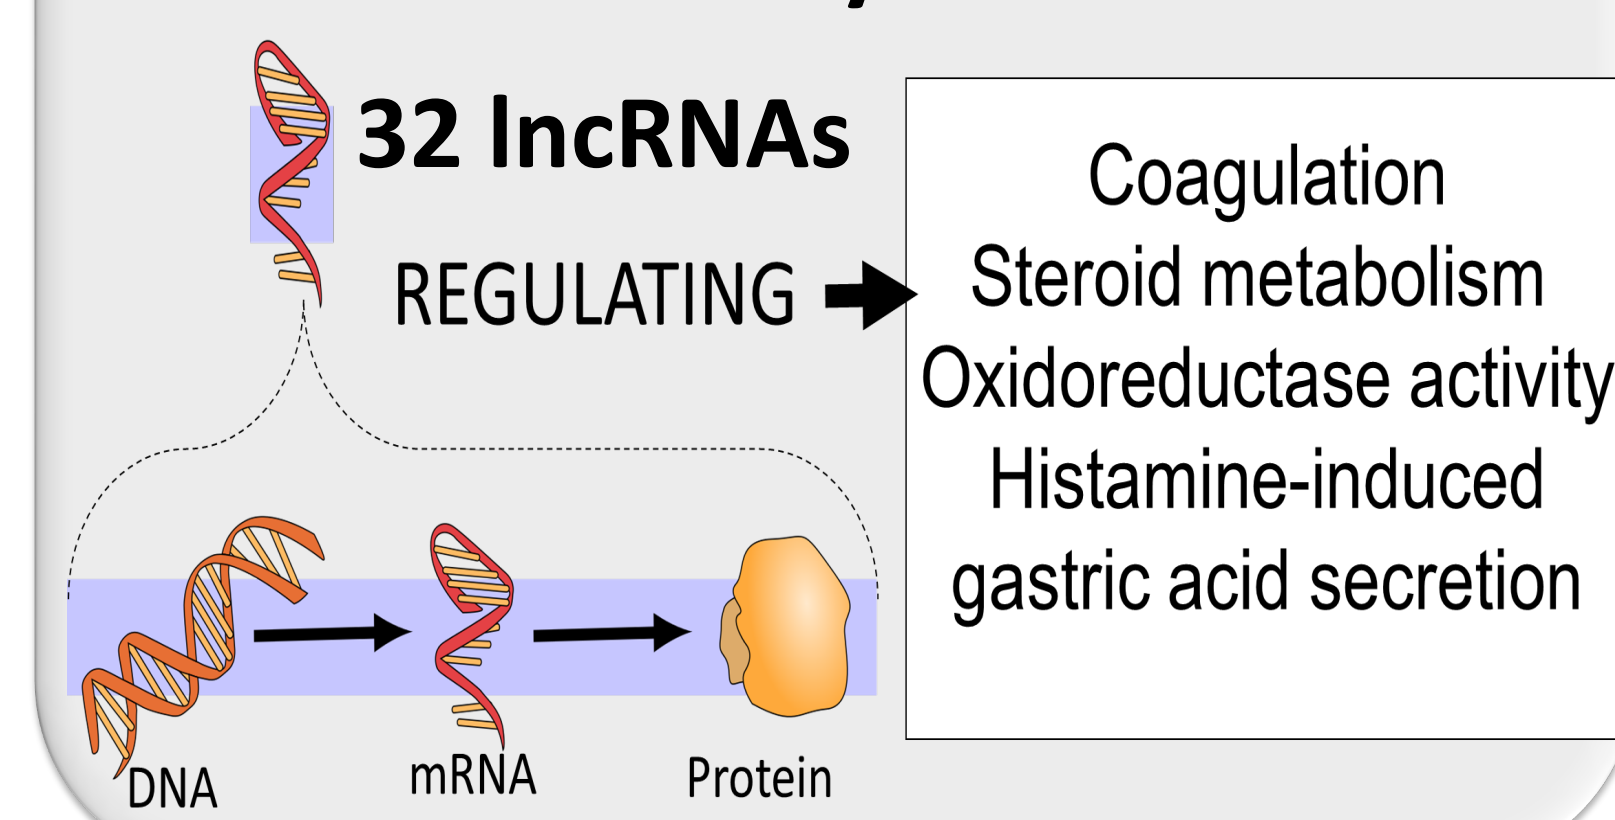 32 lncRNAs
REGULATING
Coagulation
Steroid metabolism
Oxidoreductase activity
Histamine-induced
gastric acid secretion
DNA
mRNA
Protein